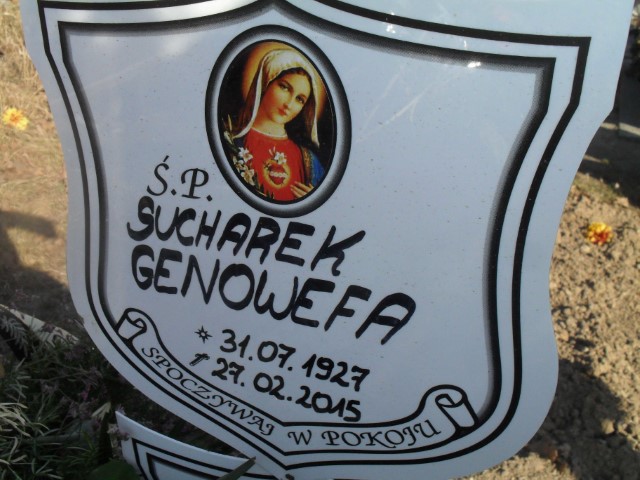 Ś.P.
SUCHAREK
GENOWEFA
* 31.07.1927
† 27.02.2015
SPOCZYWAJ W POKOJU